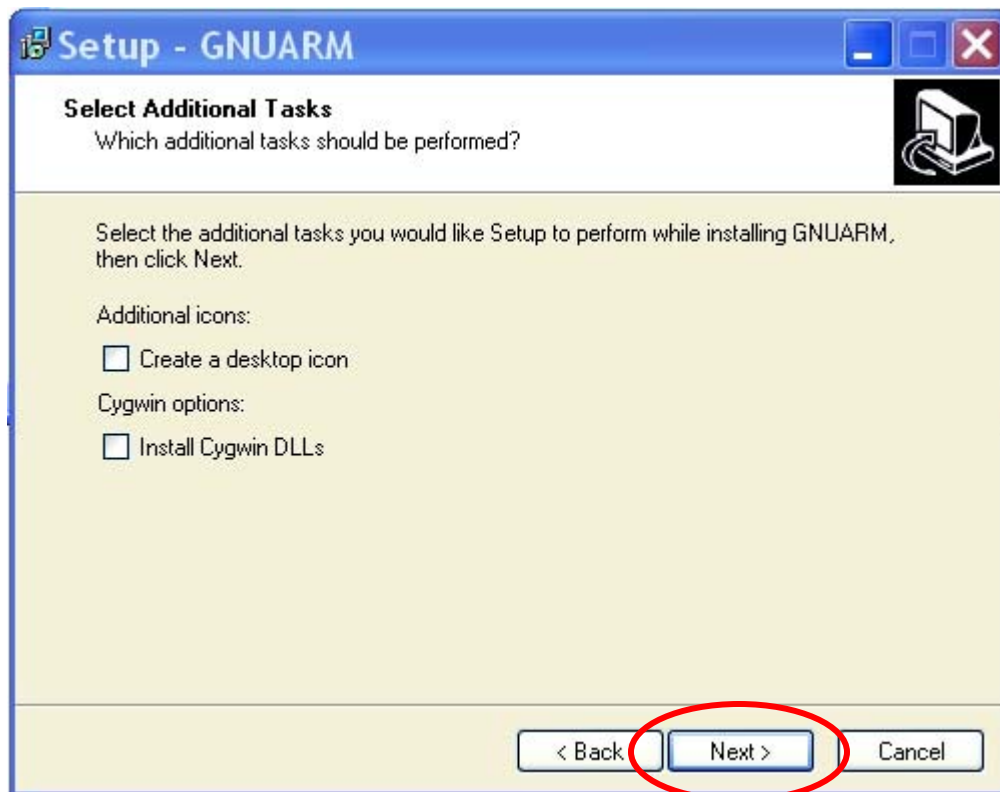 Setup - GNUARM
Select Additional Tasks
Which additional tasks should be performed?
Select the additional tasks you would like Setup to perform while installing GNUARM,
then click Next.
Additional icons:
Create a desktop icon
Cygwin options:
Install Cygwin DLLs
< Back
Next >
Cancel